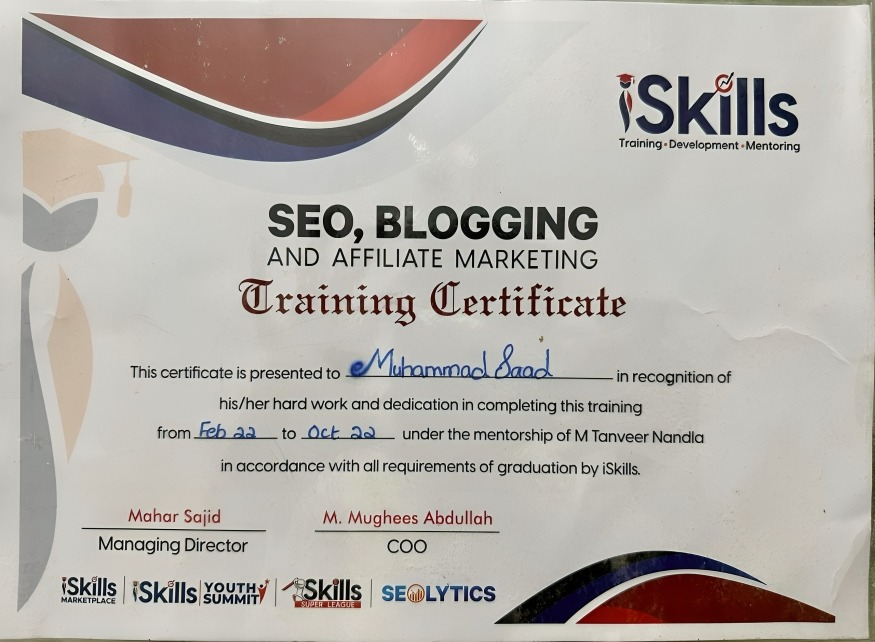 iSkills
Training • Development • Mentoring
SEO, BLOGGING
AND AFFILIATE MARKETING
Training Certificate
This certificate is presented to Muhammad Saad in recognition of
his/her hard work and dedication in completing this training
from Feb 22 to Oct 22 under the mentorship of M Tanveer Nandla
in accordance with all requirements of graduation by iSkills.
Mahar Sajid
Managing Director
M. Mughees Abdullah
COO
iSkills
MARKETPLACE
iSkills
YOUTH
SUMMIT
iSkills
SUPER LEAGUE
SEOLYTICS